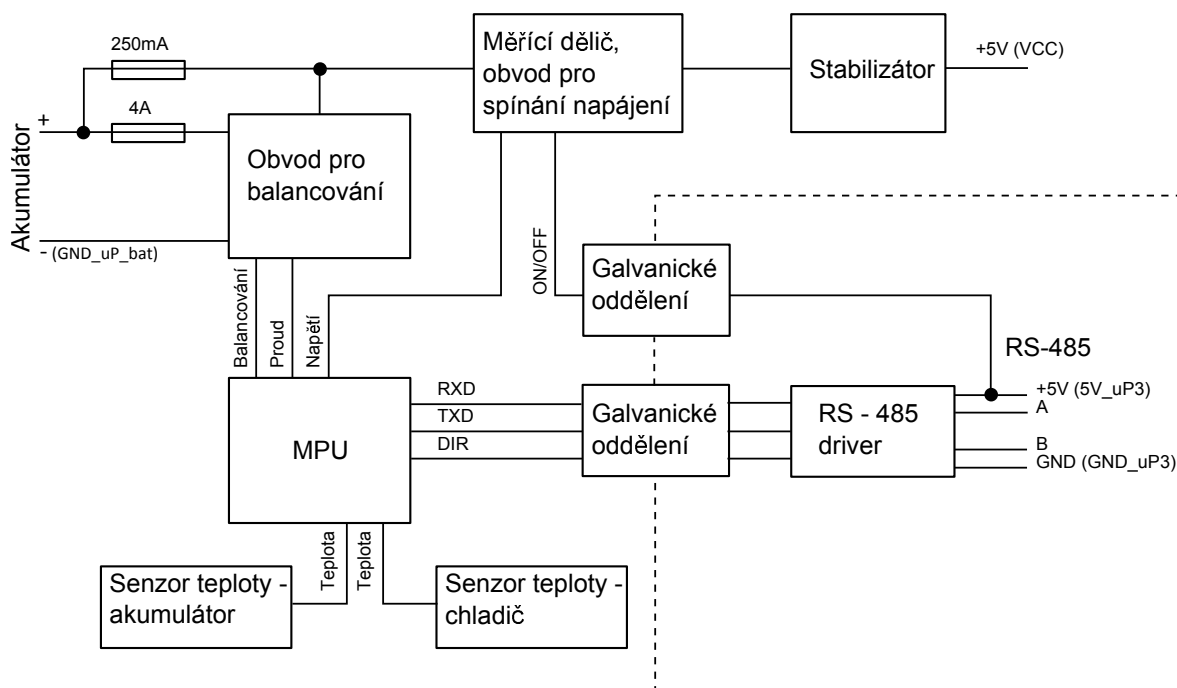 250mA
4A
Akumulátor
+
- (GND_uP_bat)
Obvod pro
balancování
Měřící dělič,
obvod pro
spínání napájení
Stabilizátor
+5V (VCC)
Balancování
Proud
Napětí
ON/OFF
Galvanické
oddělení
RS-485
MPU
RXD
TXD
DIR
Galvanické
oddělení
RS - 485
driver
+5V (5V_uP3)
A
B
GND (GND_uP3)
Teplota
Teplota
Senzor teploty -
akumulátor
Senzor teploty-
chladič